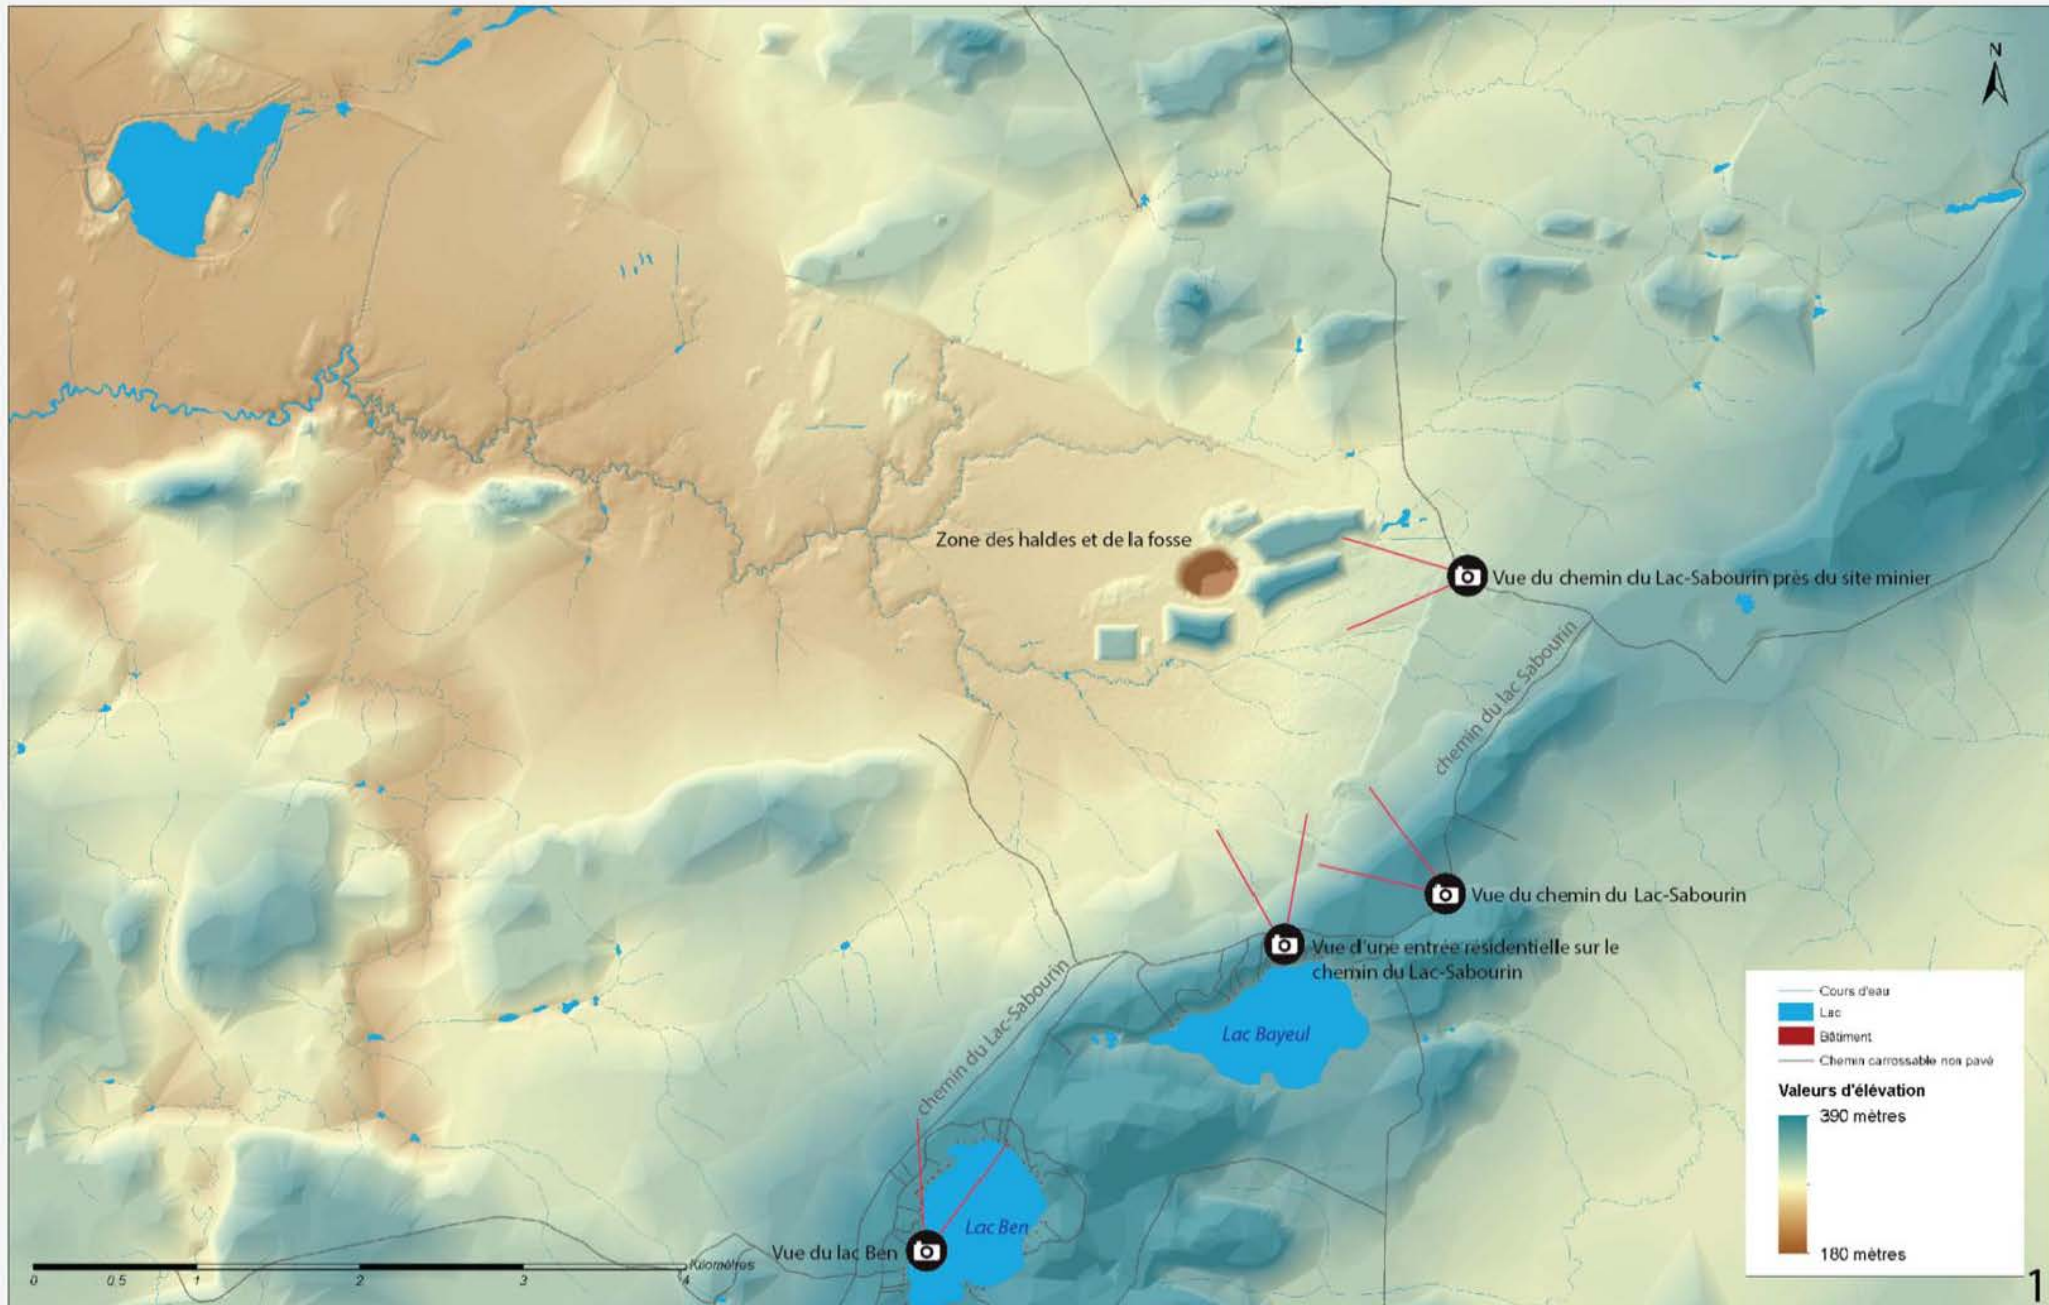 N
Zone des haldes et de la fosse
Vue du chemin du Lac-Sabourin près du site minier
chemin du lac Sabourin
Vue du chemin du Lac-Sabourin
Vue d'une entrée résidentielle sur le
chemin du Lac-Sabourin
chemin du Lac-Sabourin
Lac Bayeul
Lac Ben
Vue du lac Ben
0 0.5 1 2 3 4 Kilomètres
Cours d'eau
Lac
Bâtiment
Chemin carrossable non pavé
Valeurs d'élévation
390 mètres
180 mètres
1